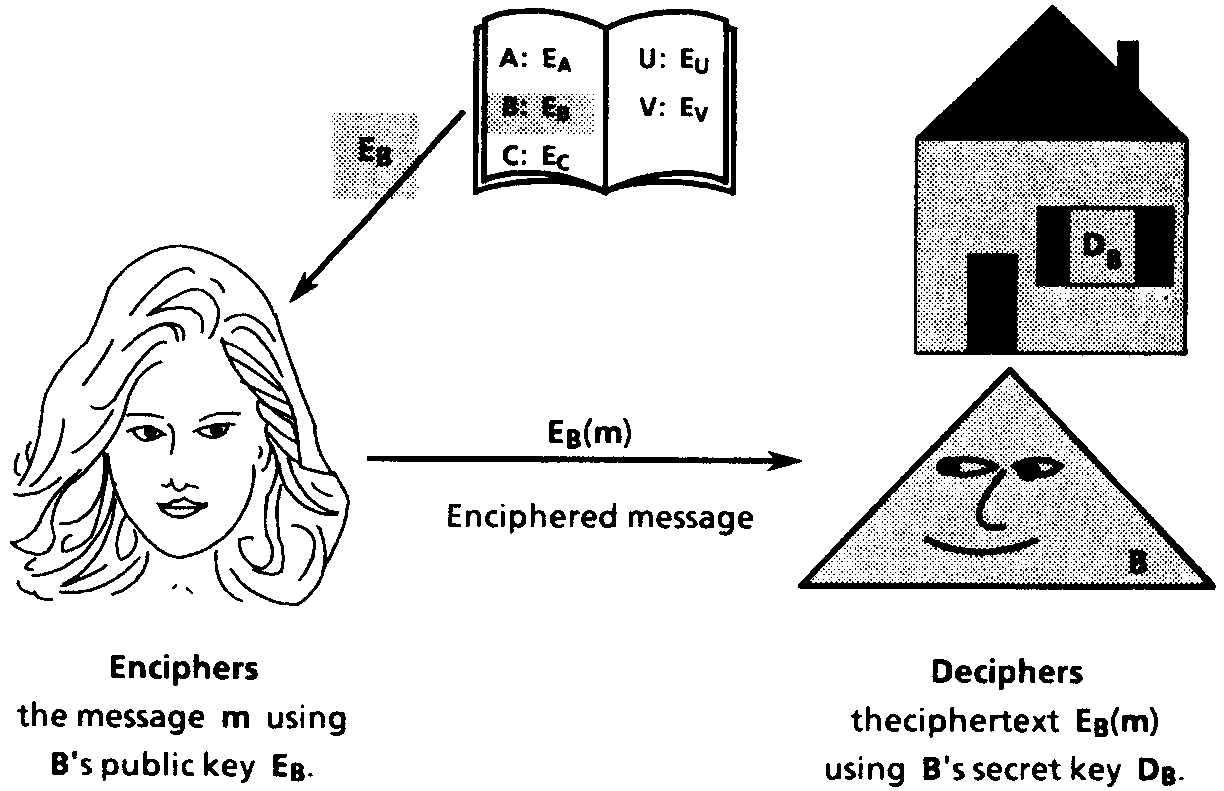 A: EA
U: EU
B: EB
V: EV
C: EC
EB
DB
EB(m)
Enciphered message
B
Enciphers
the message m using
B's public key EB.
Deciphers
theciphertext EB(m)
using B's secret key DB.